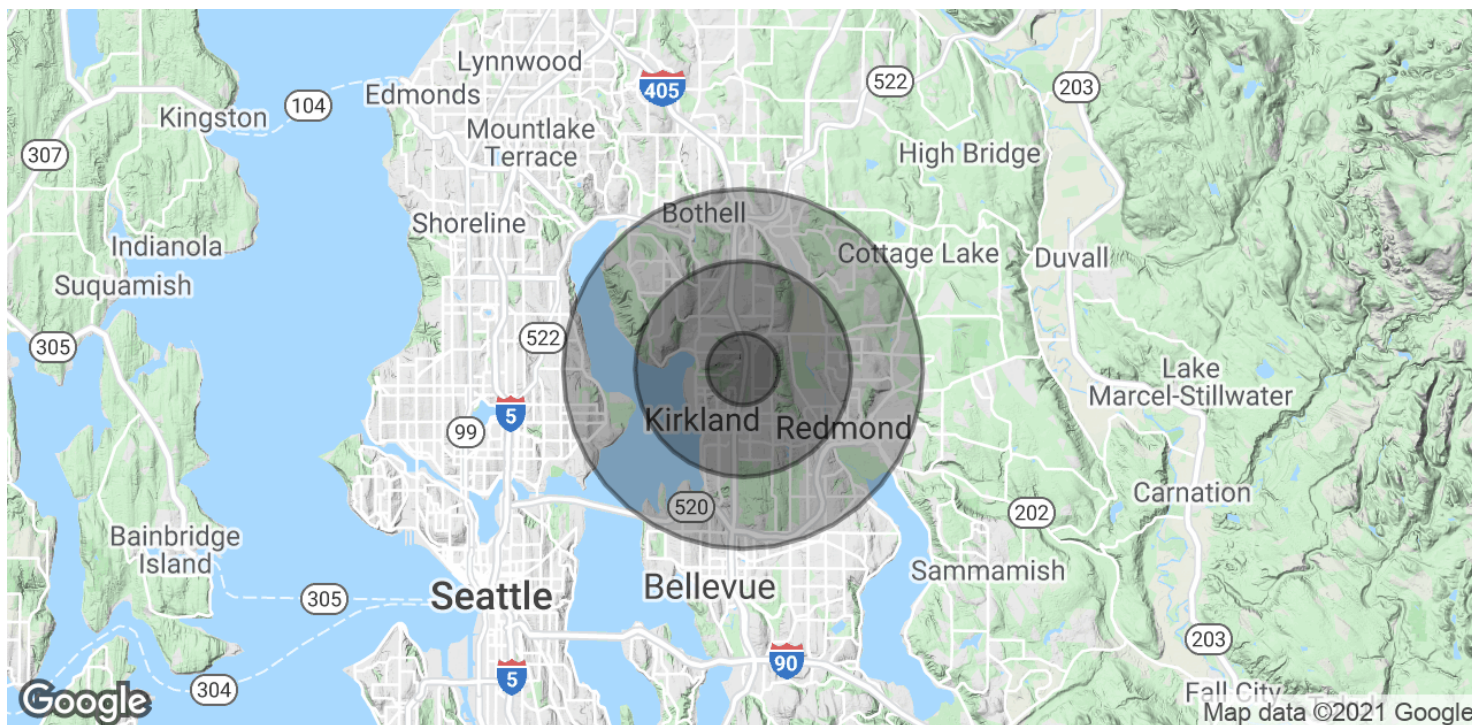 Lynnwood
405
522
203
Edmonds
104
Kingston
Mountlake
Terrace
307
High Bridge
Bothell
Shoreline
Indianola
Cottage Lake
Duvall
Suquamish
305
522
Lake
Marcel-Stillwater
5
99
Kirkland
Redmond
Carnation
520
202
Bainbridge
Island
Sammamish
305
Seattle
Bellevue
203
90
5
304
Fall City
Google
Map data ©2021 Google